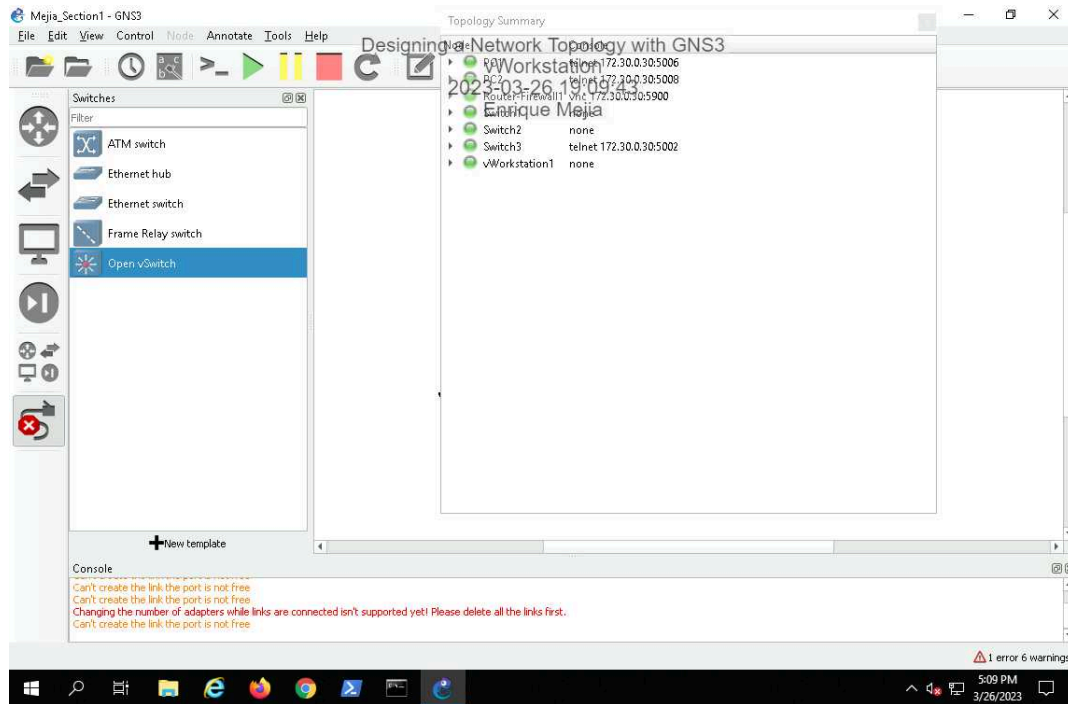 Mejia_Section1 - GNS3
File Edit View Control Node Annotate Tools Help
Topology Summary
Designing a Network Topology with GNS3
vWorkstation
2023-03-26 19:09:43
Enrique Mejia
Node Console
PC1 telnet 172.30.0.30:5006
PC2 telnet 172.30.0.30:5008
Router-Firewall1 vnc 172.30.0.30:5900
Switch1 none
Switch2 none
Switch3 telnet 172.30.0.30:5002
vWorkstation1 none
Switches
Filter
ATM switch
Ethernet hub
Ethernet switch
Frame Relay switch
Open vSwitch
New template
Console
Can't create the link the port is not free
Can't create the link the port is not free
Changing the number of adapters while links are connected isn't supported yet! Please delete all the links first.
Can't create the link the port is not free
1 error 6 warnings
5:09 PM
3/26/2023